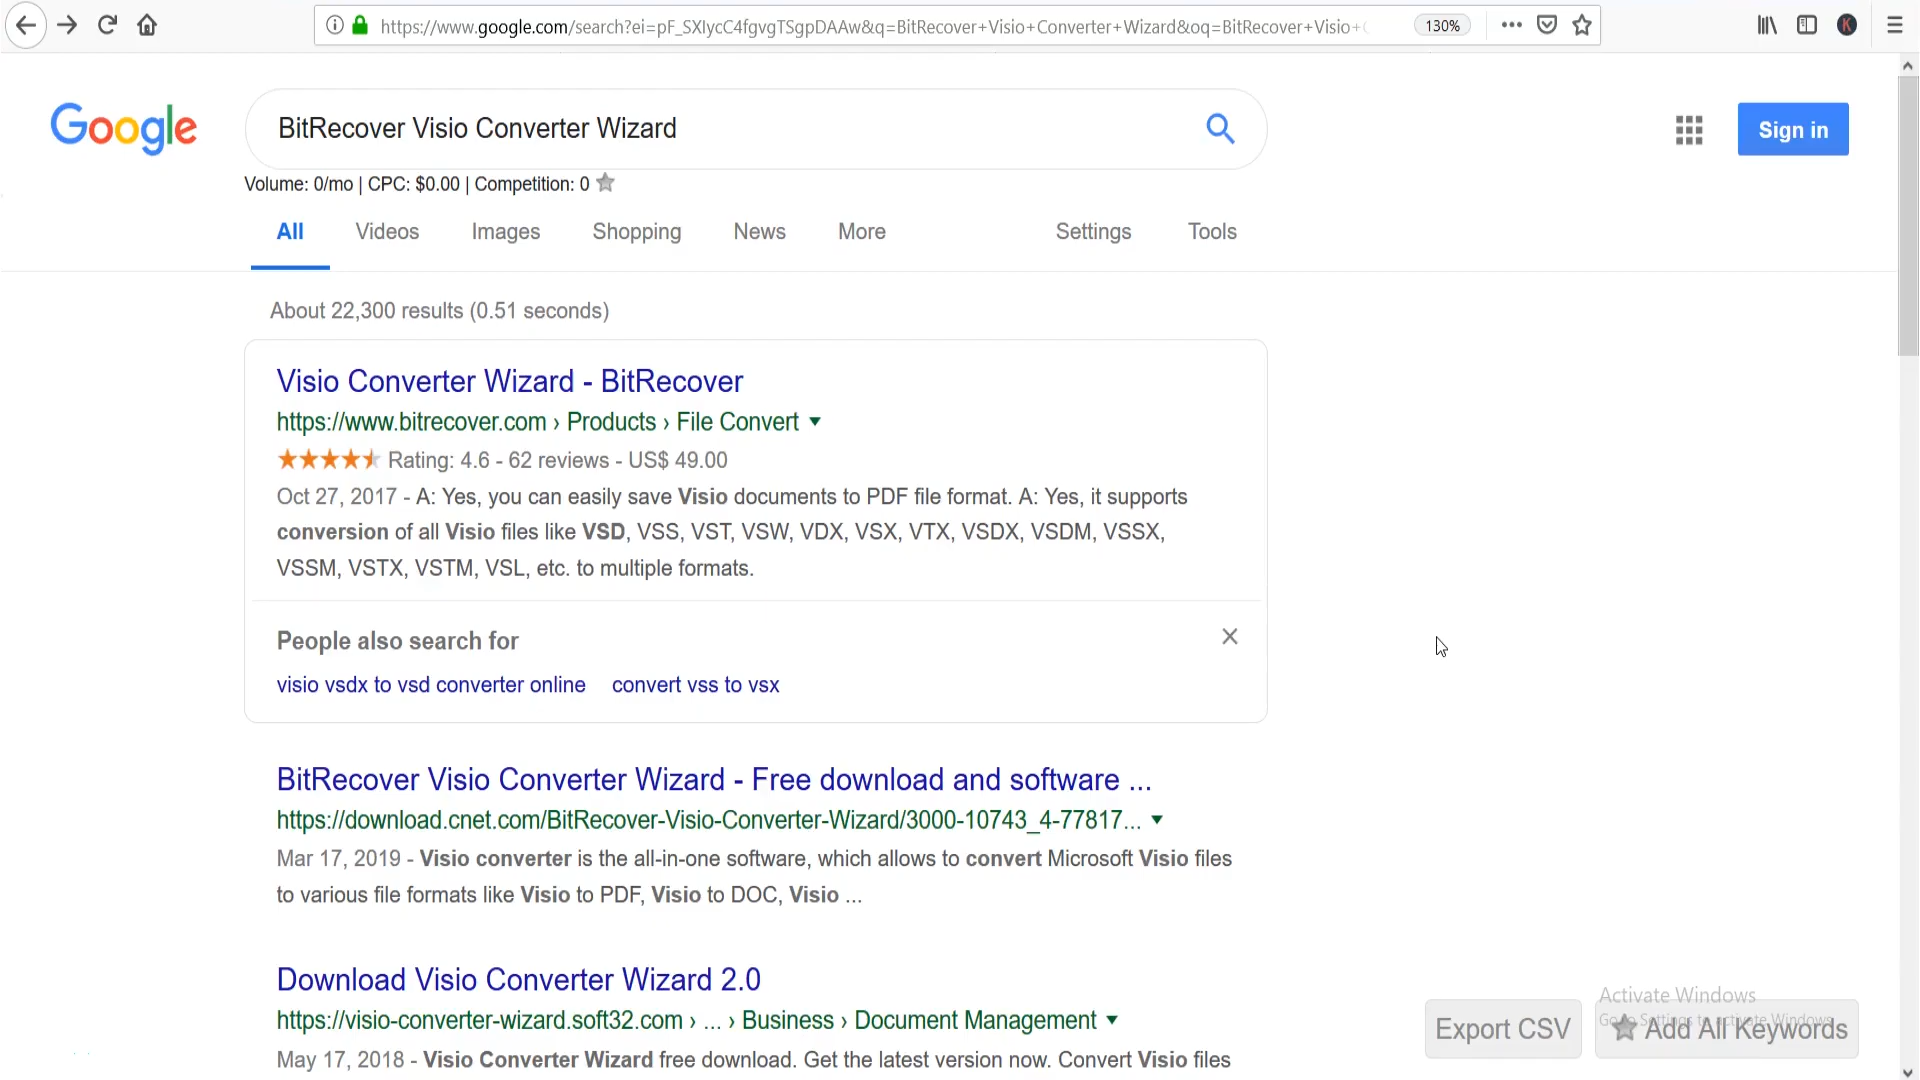 https://www.google.com/search?ei=pF_SXIycC4fgvgTSgpDAAw&q=BitRecover+Visio+Converter+Wizard&oq=BitRecover+Visio+
130%
K
Google
BitRecover Visio Converter Wizard
Sign in
Volume: 0/mo | CPC: $0.00 | Competition: 0
All Videos Images Shopping News More Settings Tools
About 22,300 results (0.51 seconds)
Visio Converter Wizard - BitRecover
https://www.bitrecover.com › Products › File Convert
Rating: 4.6 - 62 reviews - US$ 49.00
Oct 27, 2017 - A: Yes, you can easily save Visio documents to PDF file format. A: Yes, it supports
conversion of all Visio files like VSD, VSS, VST, VSW, VDX, VSX, VTX, VSDX, VSDM, VSSX,
VSSM, VSTX, VSTM, VSL, etc. to multiple formats.
People also search for
visio vsdx to vsd converter online convert vss to vsx
BitRecover Visio Converter Wizard - Free download and software ...
https://download.cnet.com/BitRecover-Visio-Converter-Wizard/3000-10743_4-77817...
Mar 17, 2019 - Visio converter is the all-in-one software, which allows to convert Microsoft Visio files
to various file formats like Visio to PDF, Visio to DOC, Visio ...
Download Visio Converter Wizard 2.0
https://visio-converter-wizard.soft32.com › ... › Business › Document Management
May 17, 2018 - Visio Converter Wizard free download. Get the latest version now. Convert Visio files
Activate Windows
Go to Settings to activate Windows.
Export CSV
Add All Keywords